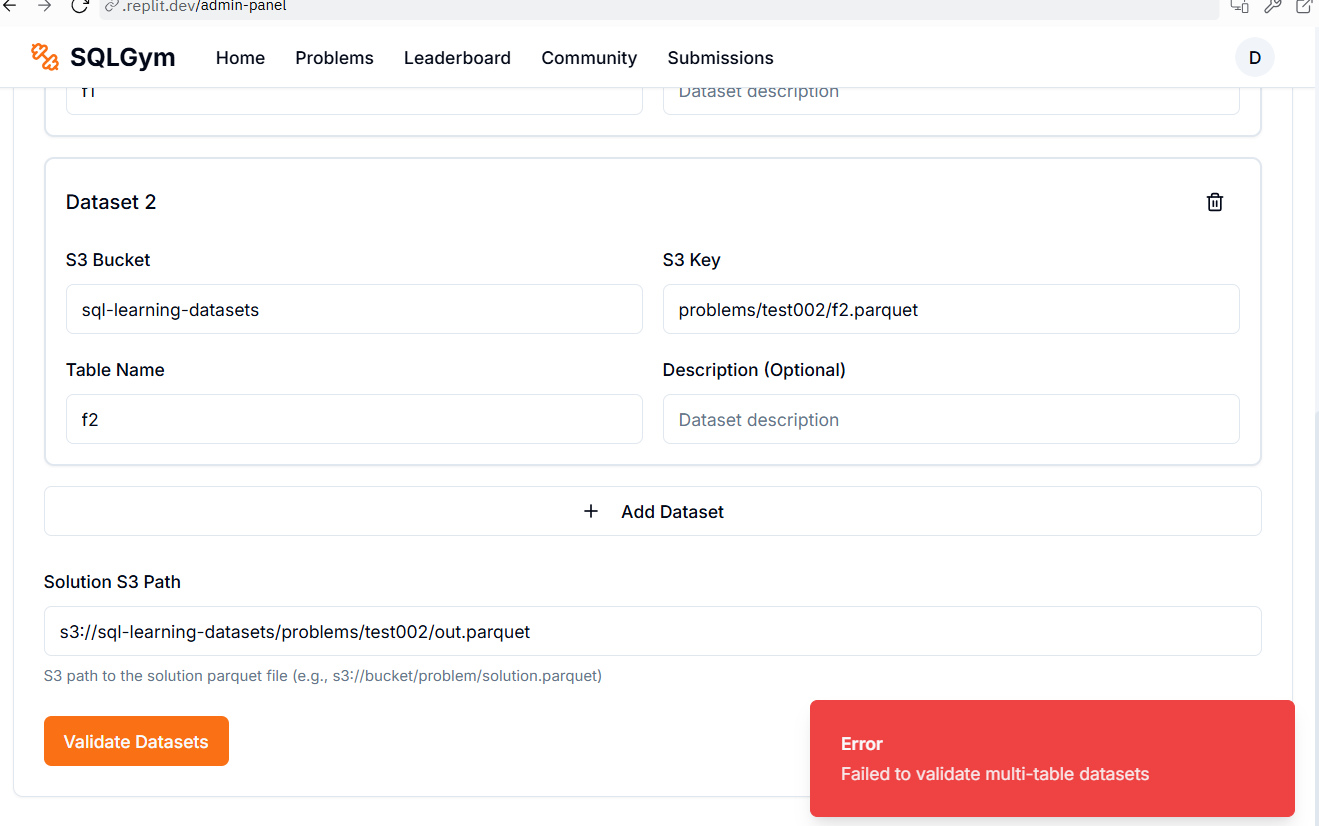 .replit.dev/admin-panel
SQLGym Home Problems Leaderboard Community Submissions D
f1 Dataset description
Dataset 2
S3 Bucket S3 Key
sql-learning-datasets problems/test002/f2.parquet
Table Name Description (Optional)
f2 Dataset description
+ Add Dataset
Solution S3 Path
s3://sql-learning-datasets/problems/test002/out.parquet
S3 path to the solution parquet file (e.g., s3://bucket/problem/solution.parquet)
Validate Datasets
Error
Failed to validate multi-table datasets